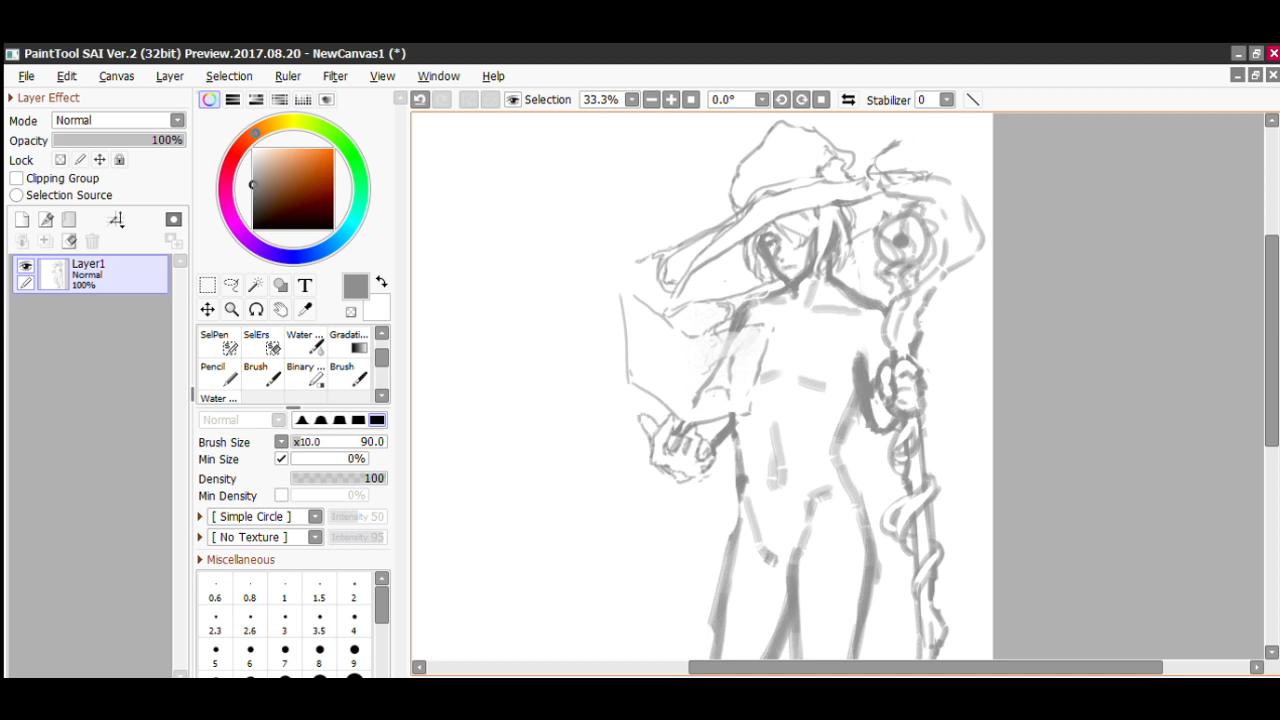 PaintTool SAI Ver.2 (32bit) Preview.2017.08.20 - NewCanvas1 (*)
File Edit Canvas Layer Selection Ruler Filter View Window Help
Layer Effect
Mode Normal
Opacity 100%
Lock
Clipping Group
Selection Source
Layer1
Normal
100%
Selection 33.3% 0.0° Stabilizer 0
T
SelPen SelErs Water ... Gradati...
Pencil Brush Binary ... Brush
Water ...
Normal
Brush Size x10.0 90.0
Min Size 0%
Density 100
Min Density 0%
[ Simple Circle ] Intensity 50
[ No Texture ] Intensity 95
Miscellaneous
0.6 0.8 1 1.5 2
2.3 2.6 3 3.5 4
5 6 7 8 9